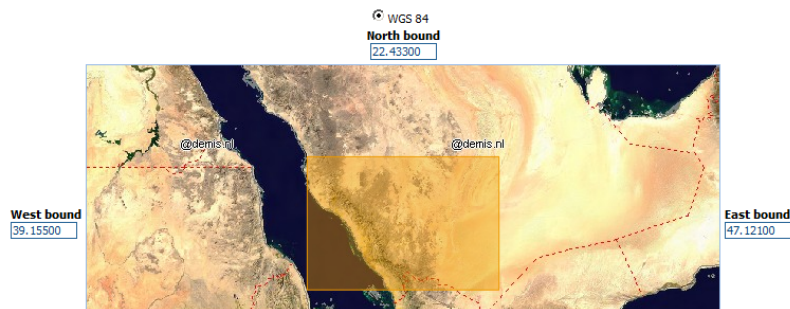 WGS 84
North bound
22.43300
@demis.nl @demis.nl
West bound East bound
39.15500 47.12100